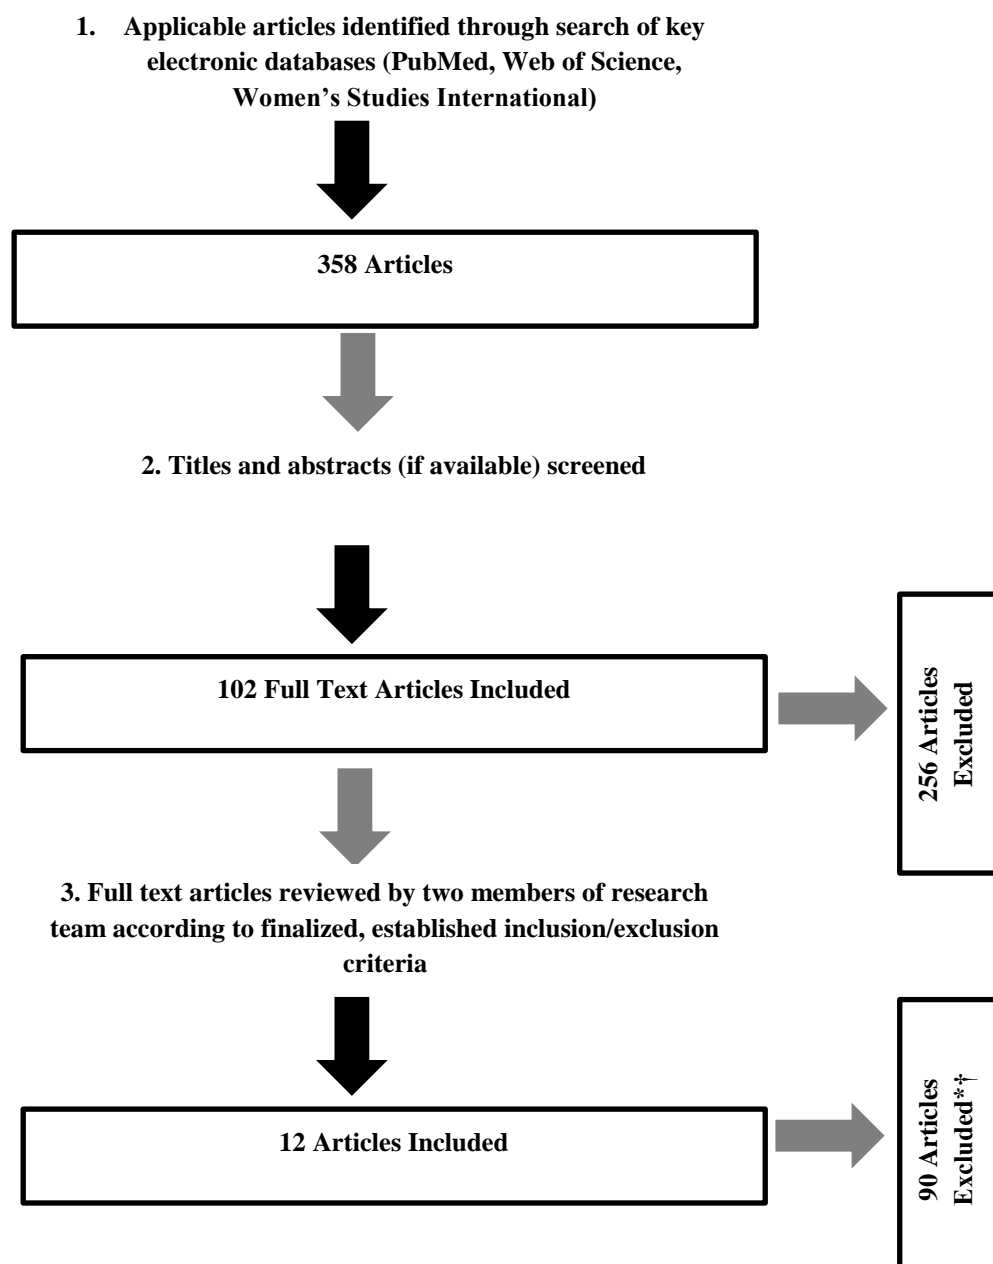 1. Applicable articles identified through search of key
electronic databases (PubMed, Web of Science,
Women’s Studies International)
358 Articles
2. Titles and abstracts (if available) screened
102 Full Text Articles Included
256 Articles
Excluded
3. Full text articles reviewed by two members of research
team according to finalized, established inclusion/exclusion
criteria
12 Articles Included
90 Articles
Excluded*†